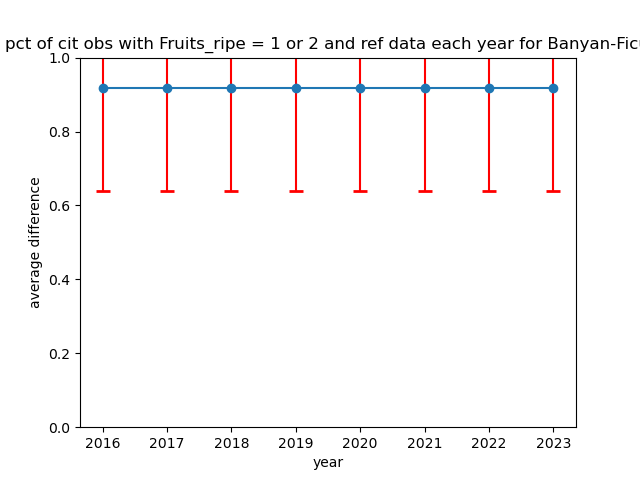 pct of cit obs with Fruits_ripe = 1 or 2 and ref data each year for Banyan-Ficu
1.0
0.8
0.6
0.4
0.2
0.0
average difference
2016 2017 2018 2019 2020 2021 2022 2023
year